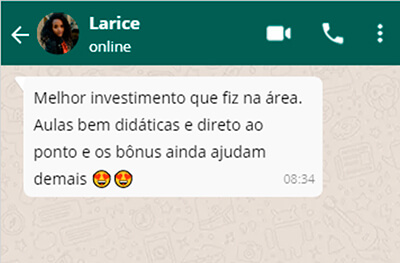 Larice
online
Melhor investimento que fiz na área.
Aulas bem didáticas e direto ao
ponto e os bônus ainda ajudam
demais 😍😍
08:34